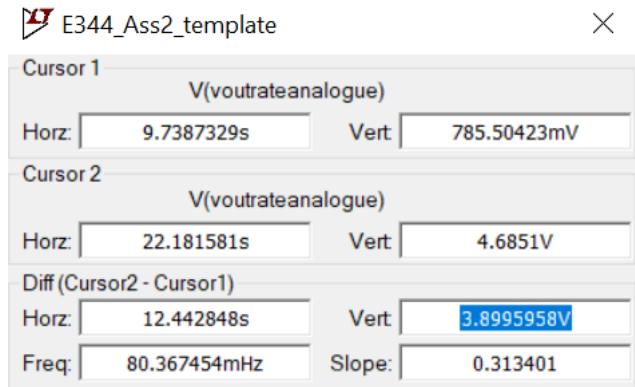 E344_Ass2_template
Cursor 1
V(voutrateanalogue)
Horz: 9.7387329s Vert: 785.50423mV
Cursor 2
V(voutrateanalogue)
Horz: 22.181581s Vert: 4.6851V
Diff (Cursor2 - Cursor1)
Horz: 12.442848s Vert: 3.8995958V
Freq: 80.367454mHz Slope: 0.313401